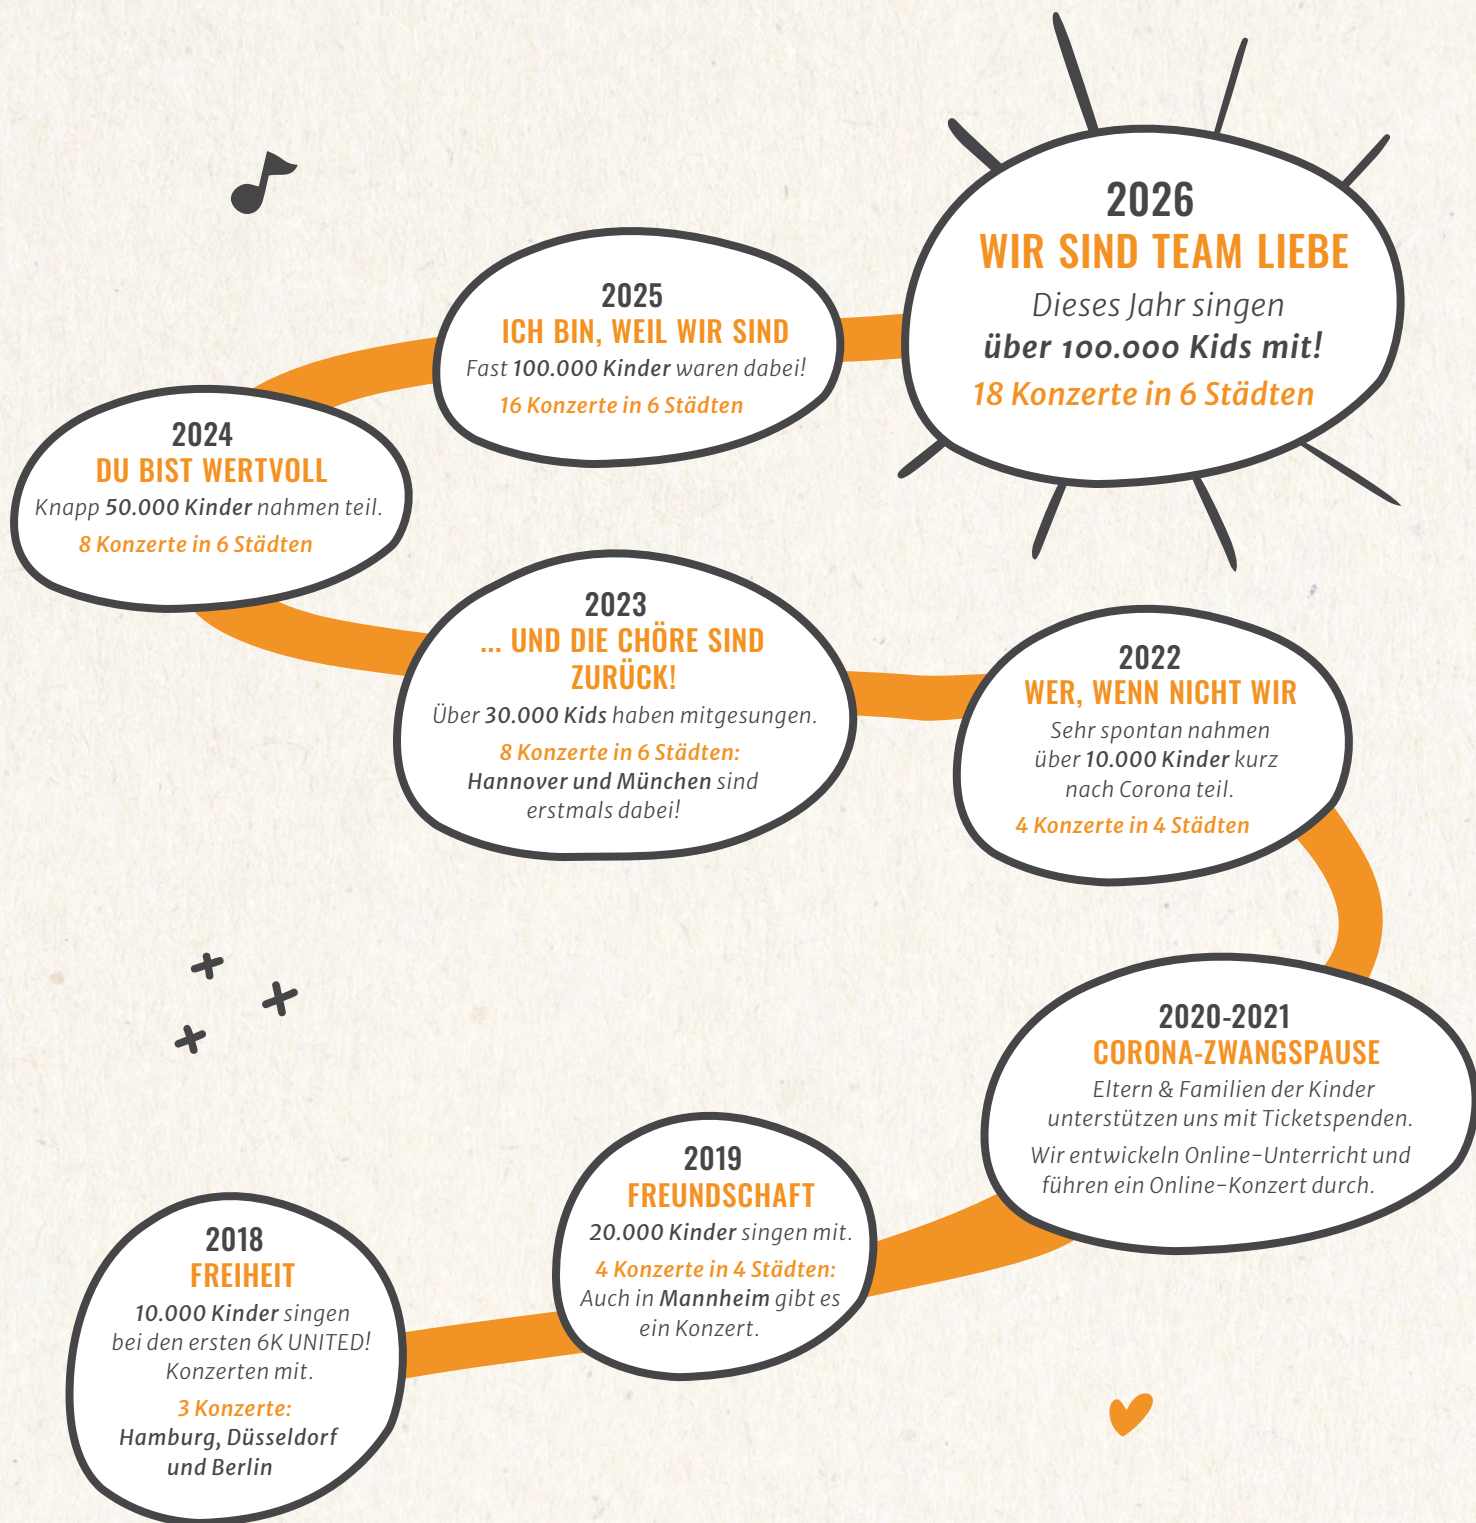 2026
WIR SIND TEAM LIEBE
Dieses Jahr singen
über 100.000 Kids mit!
18 Konzerte in 6 Städten
2025
ICH BIN, WEIL WIR SIND
Fast 100.000 Kinder waren dabei!
16 Konzerte in 6 Städten
2024
DU BIST WERTVOLL
Knapp 50.000 Kinder nahmen teil.
8 Konzerte in 6 Städten
2023
... UND DIE CHÖRE SIND
ZURÜCK!
Über 30.000 Kids haben mitgesungen.
8 Konzerte in 6 Städten:
Hannover und München sind
erstmals dabei!
2022
WER, WENN NICHT WIR
Sehr spontan nahmen
über 10.000 Kinder kurz
nach Corona teil.
4 Konzerte in 4 Städten
2020-2021
CORONA-ZWANGSPAUSE
Eltern & Familien der Kinder
unterstützen uns mit Ticketspenden.
Wir entwickeln Online-Unterricht und
führen ein Online-Konzert durch.
2019
FREUNDSCHAFT
20.000 Kinder singen mit.
4 Konzerte in 4 Städten:
Auch in Mannheim gibt es
ein Konzert.
2018
FREIHEIT
10.000 Kinder singen
bei den ersten 6K UNITED!
Konzerten mit.
3 Konzerte:
Hamburg, Düsseldorf
und Berlin